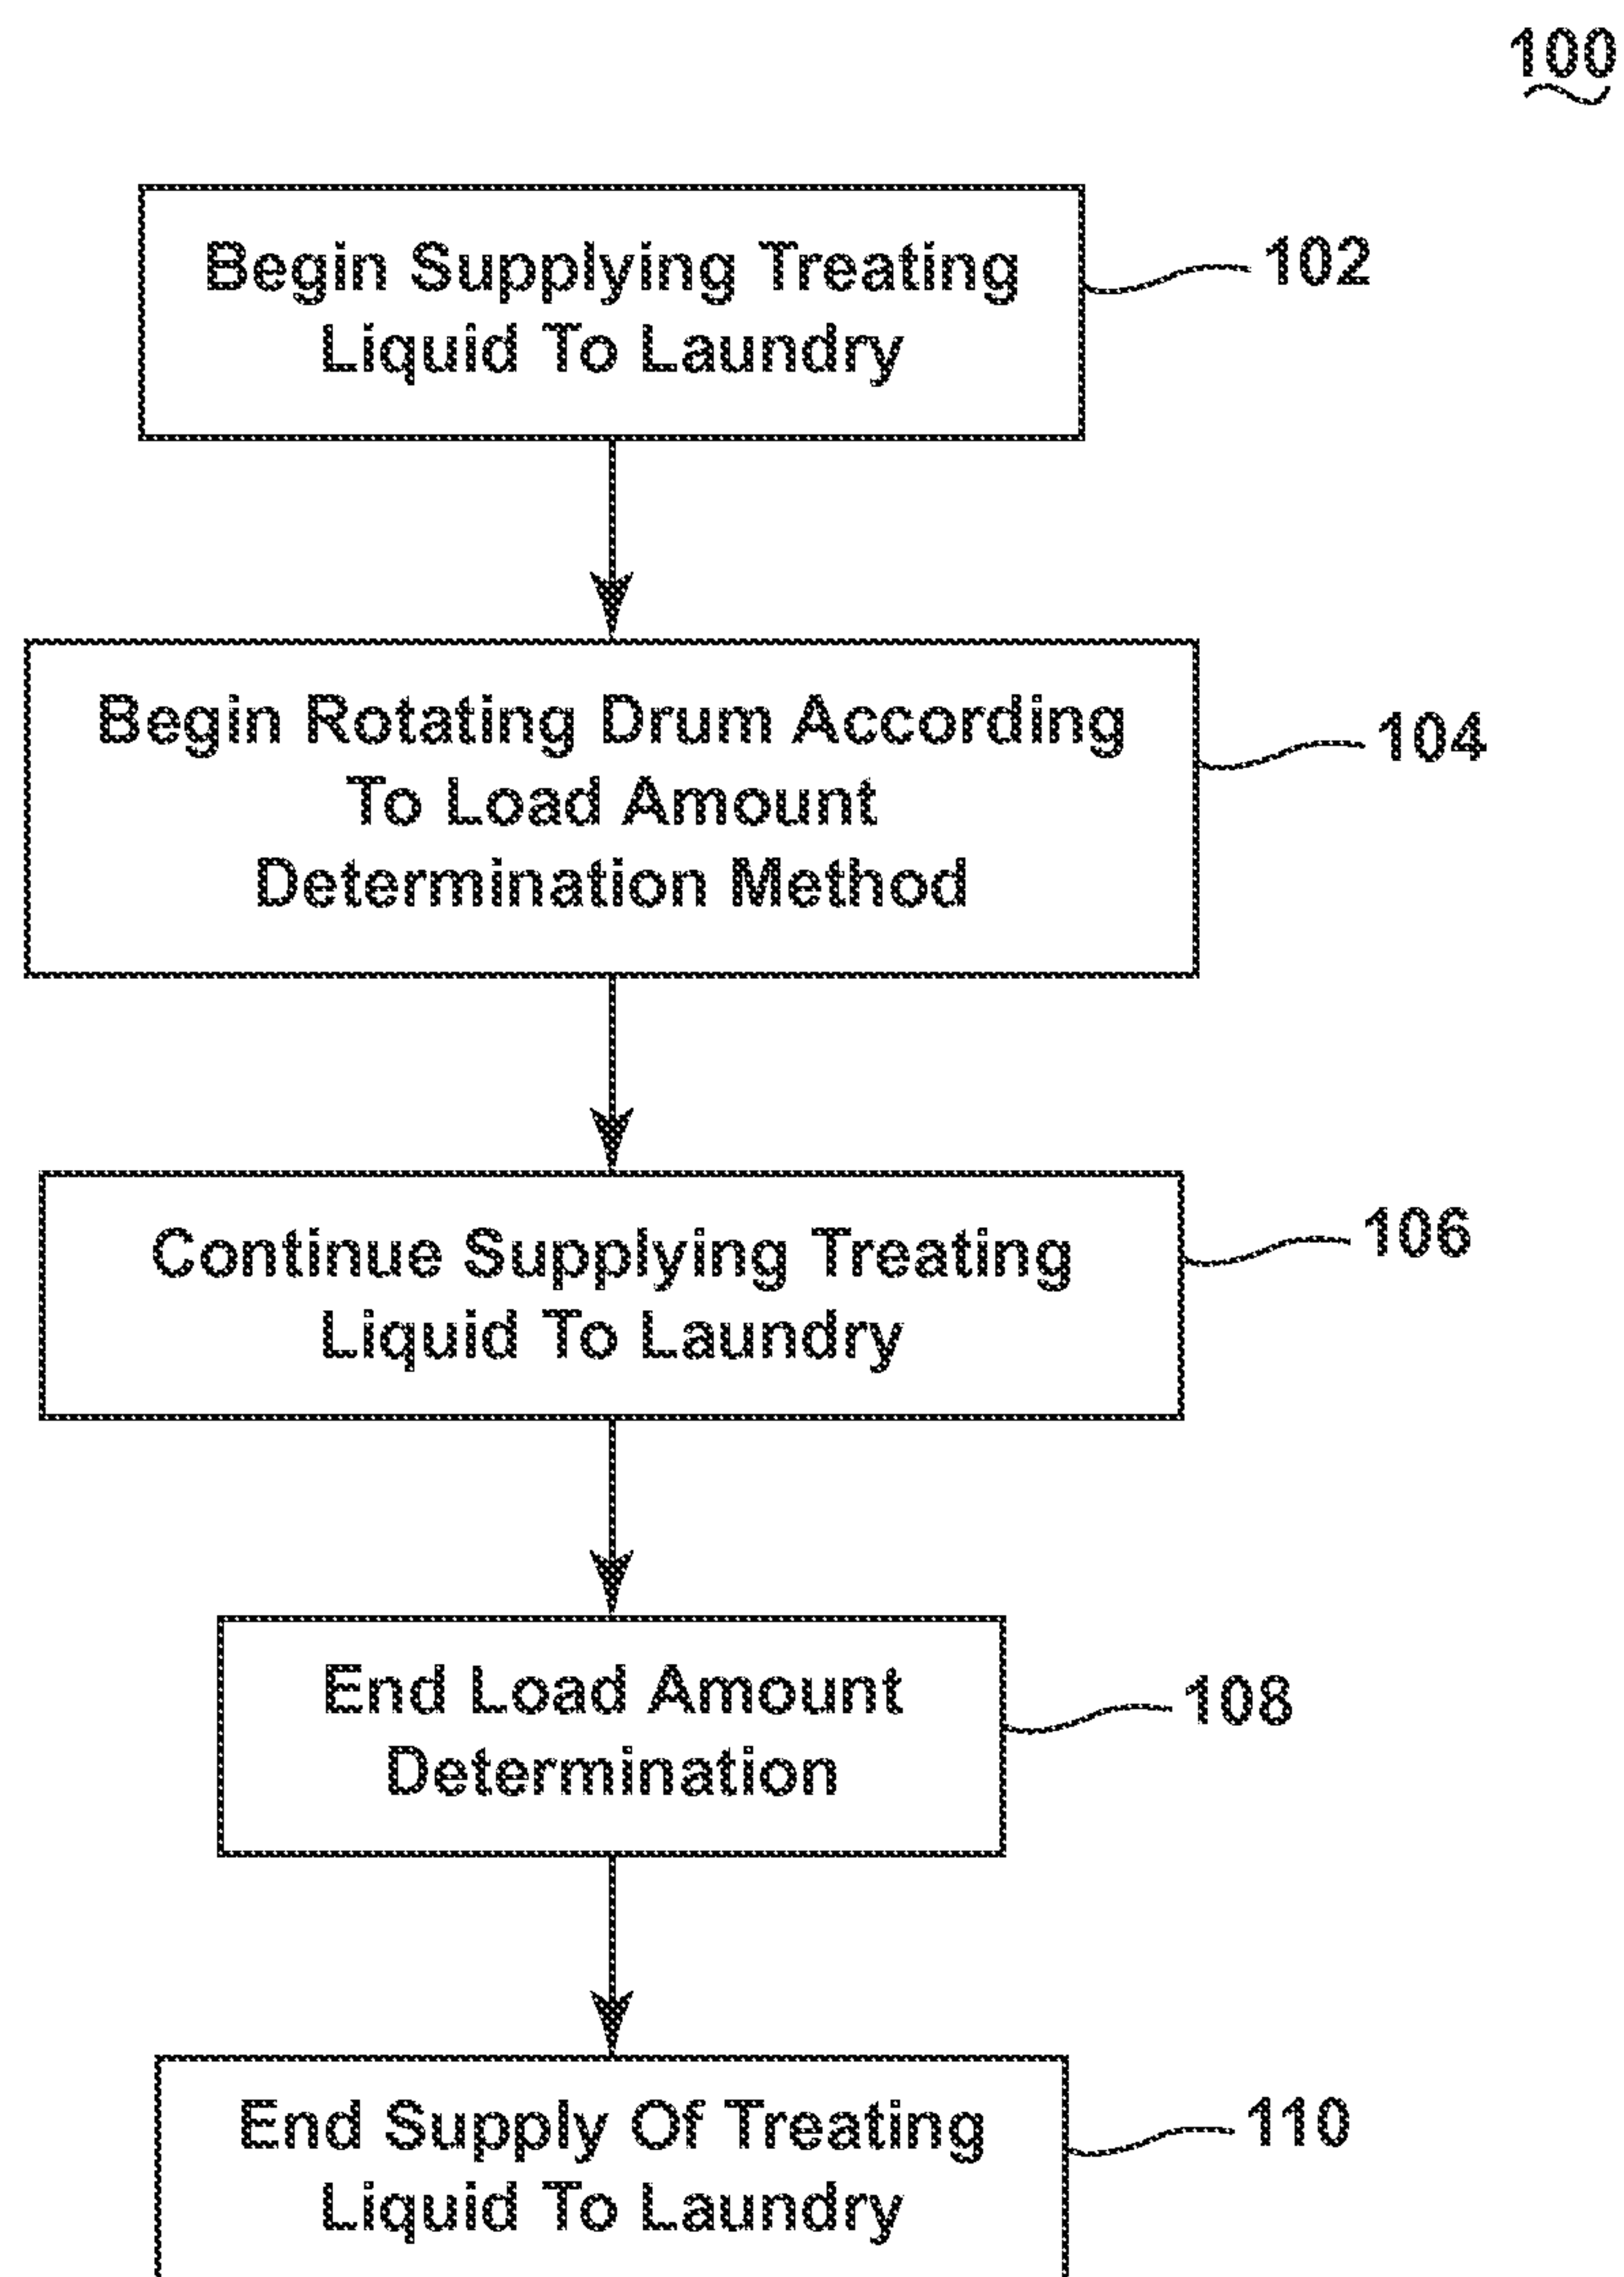 100
Begin Supplying Treating
Liquid To Laundry
102
Begin Rotating Drum According
To Load Amount
Determination Method
104
Continue Supplying Treating
Liquid To Laundry
106
End Load Amount
Determination
108
End Supply Of Treating
Liquid To Laundry
110